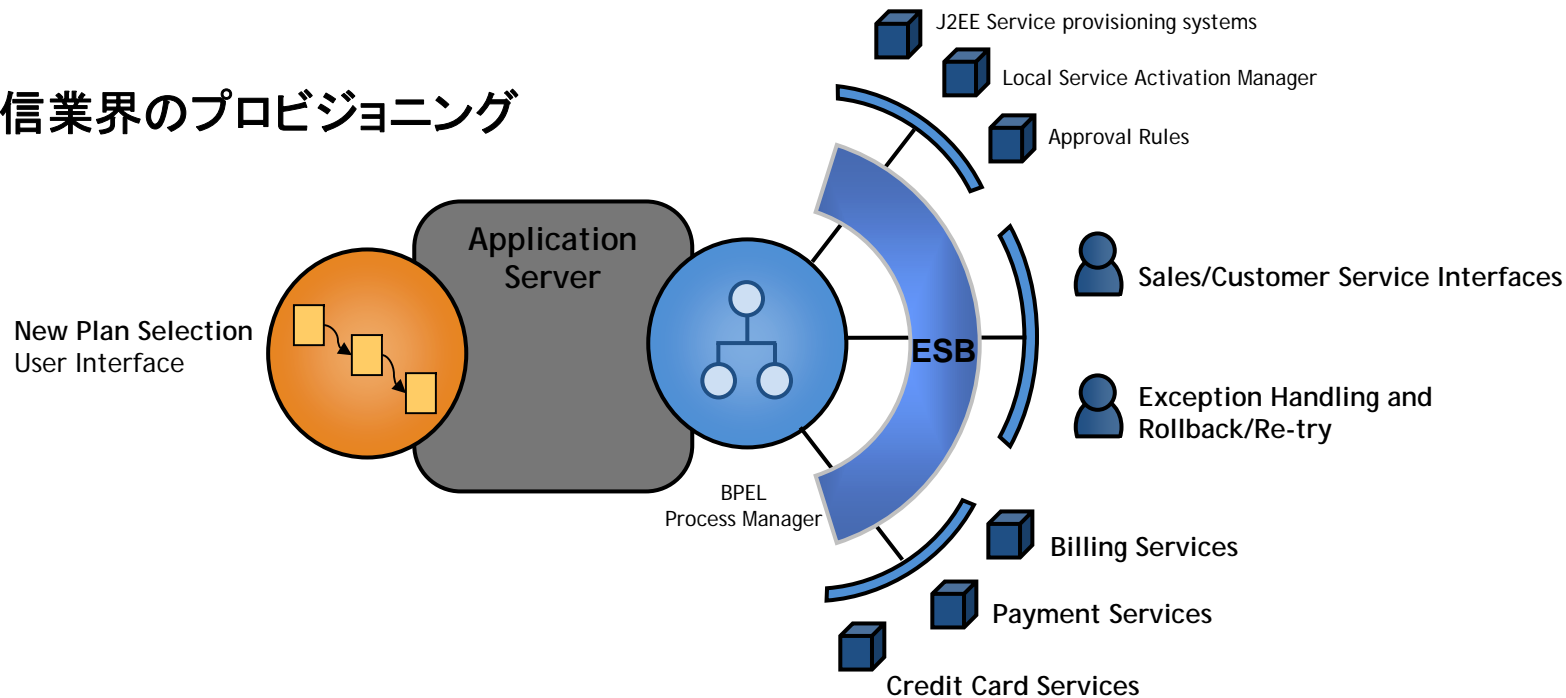 信業界のプロビジョニング
J2EE Service provisioning systems
Local Service Activation Manager
Approval Rules
Application
Server
New Plan Selection
User Interface
BPEL
Process Manager
ESB
Sales/Customer Service Interfaces
Exception Handling and
Rollback/Re-try
Billing Services
Payment Services
Credit Card Services